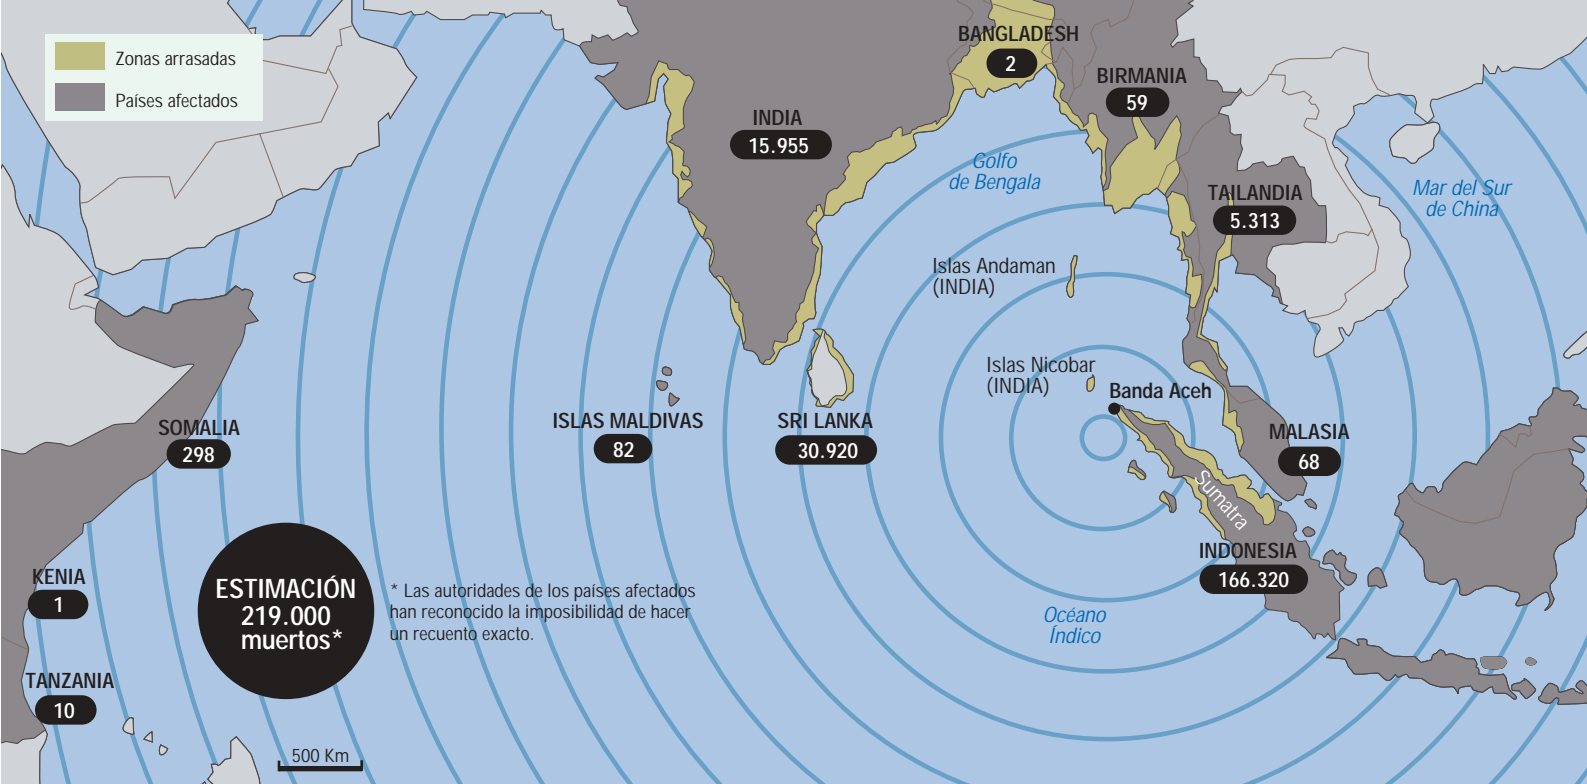 Zonas arrasadas
Países afectados
BANGLADESH
2
BIRMANIA
59
INDIA
15.955
Golfo
de Bengala
TAILANDIA
5.313
Mar del Sur
de China
Islas Andaman
(INDIA)
Islas Nicobar
(INDIA)
Banda Aceh
SOMALIA
298
ISLAS MALDIVAS
82
SRI LANKA
30.920
MALASIA
68
Sumatra
INDONESIA
166.320
KENIA
1
ESTIMACIÓN
219.000
muertos*
* Las autoridades de los países afectados
han reconocido la imposibilidad de hacer
un recuento exacto.
Océano
Índico
TANZANIA
10
500 Km